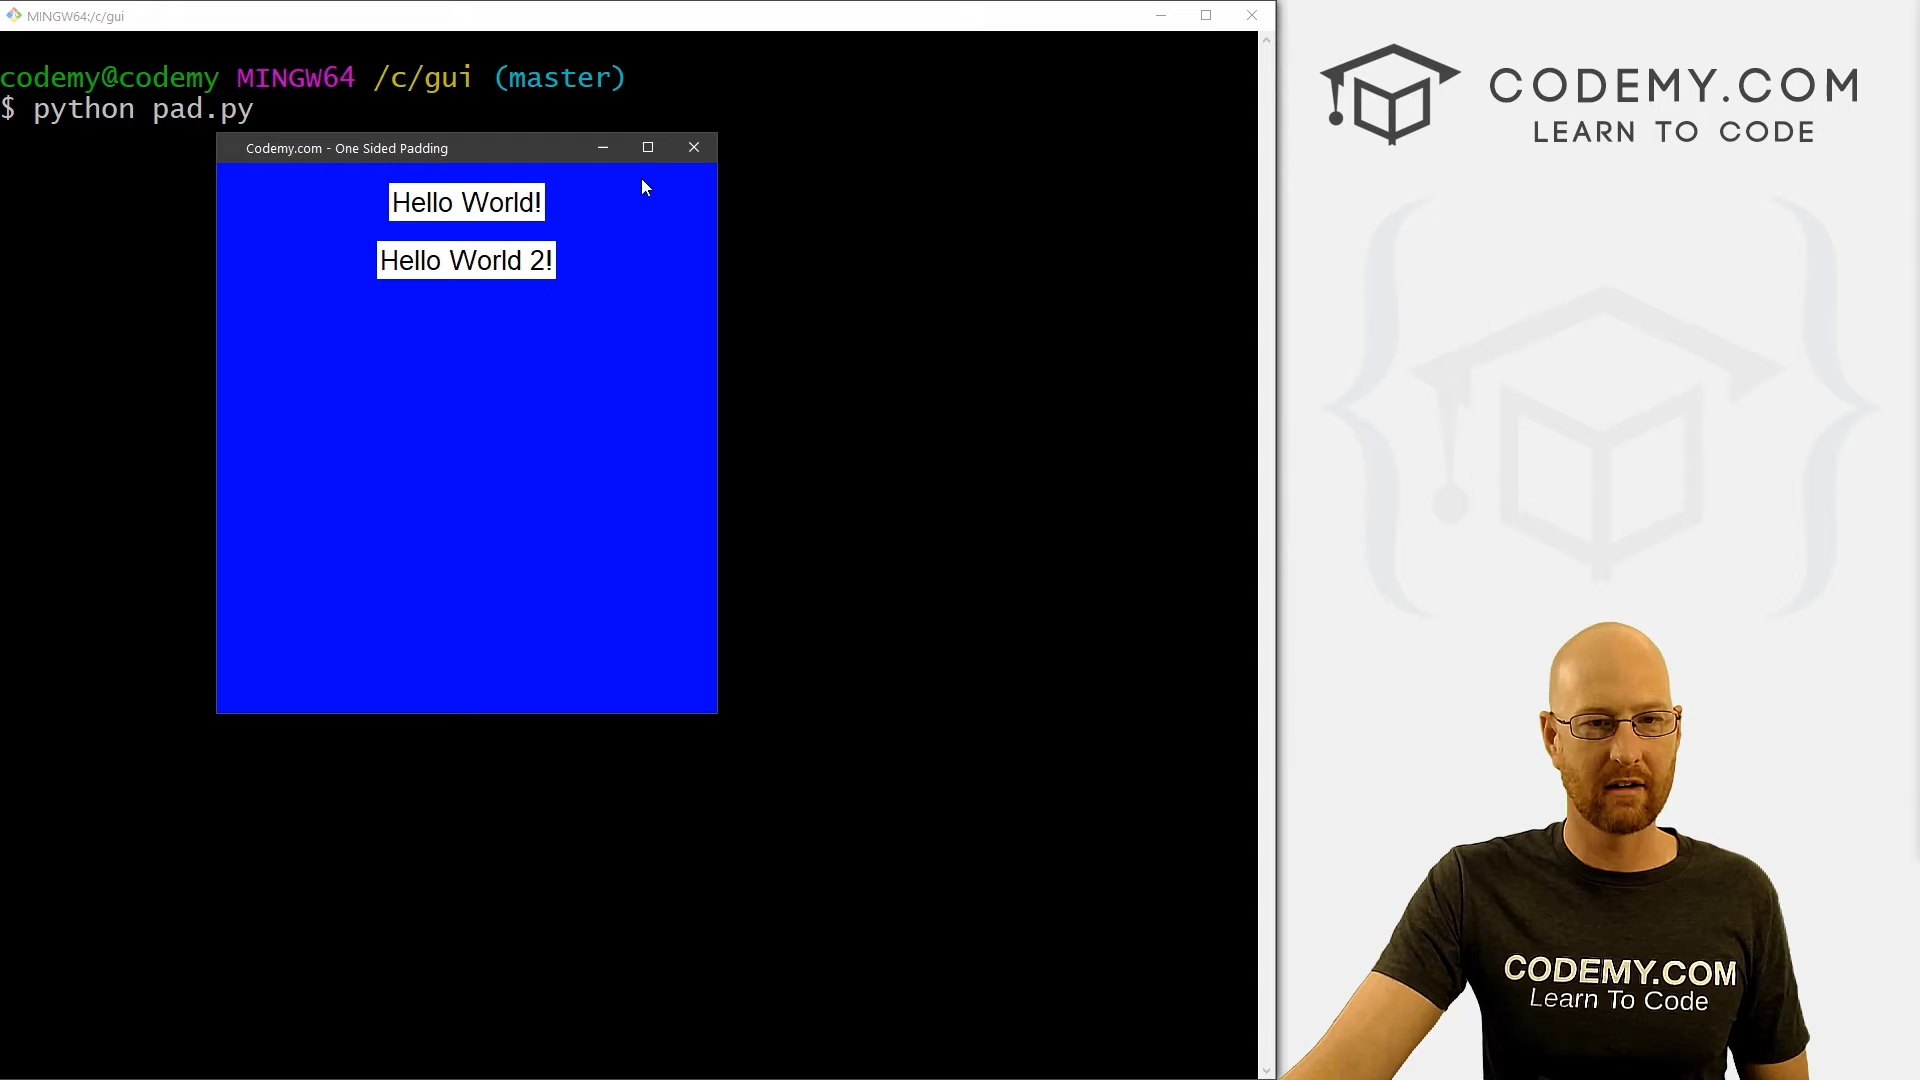 MINGW64:/c/gui
codemy@codemy MINGW64 /c/gui (master)
$ python pad.py
Codemy.com - One Sided Padding
Hello World!
Hello World 2!
CODEMY.COM
LEARN TO CODE
CODEMY.COM
Learn To Code